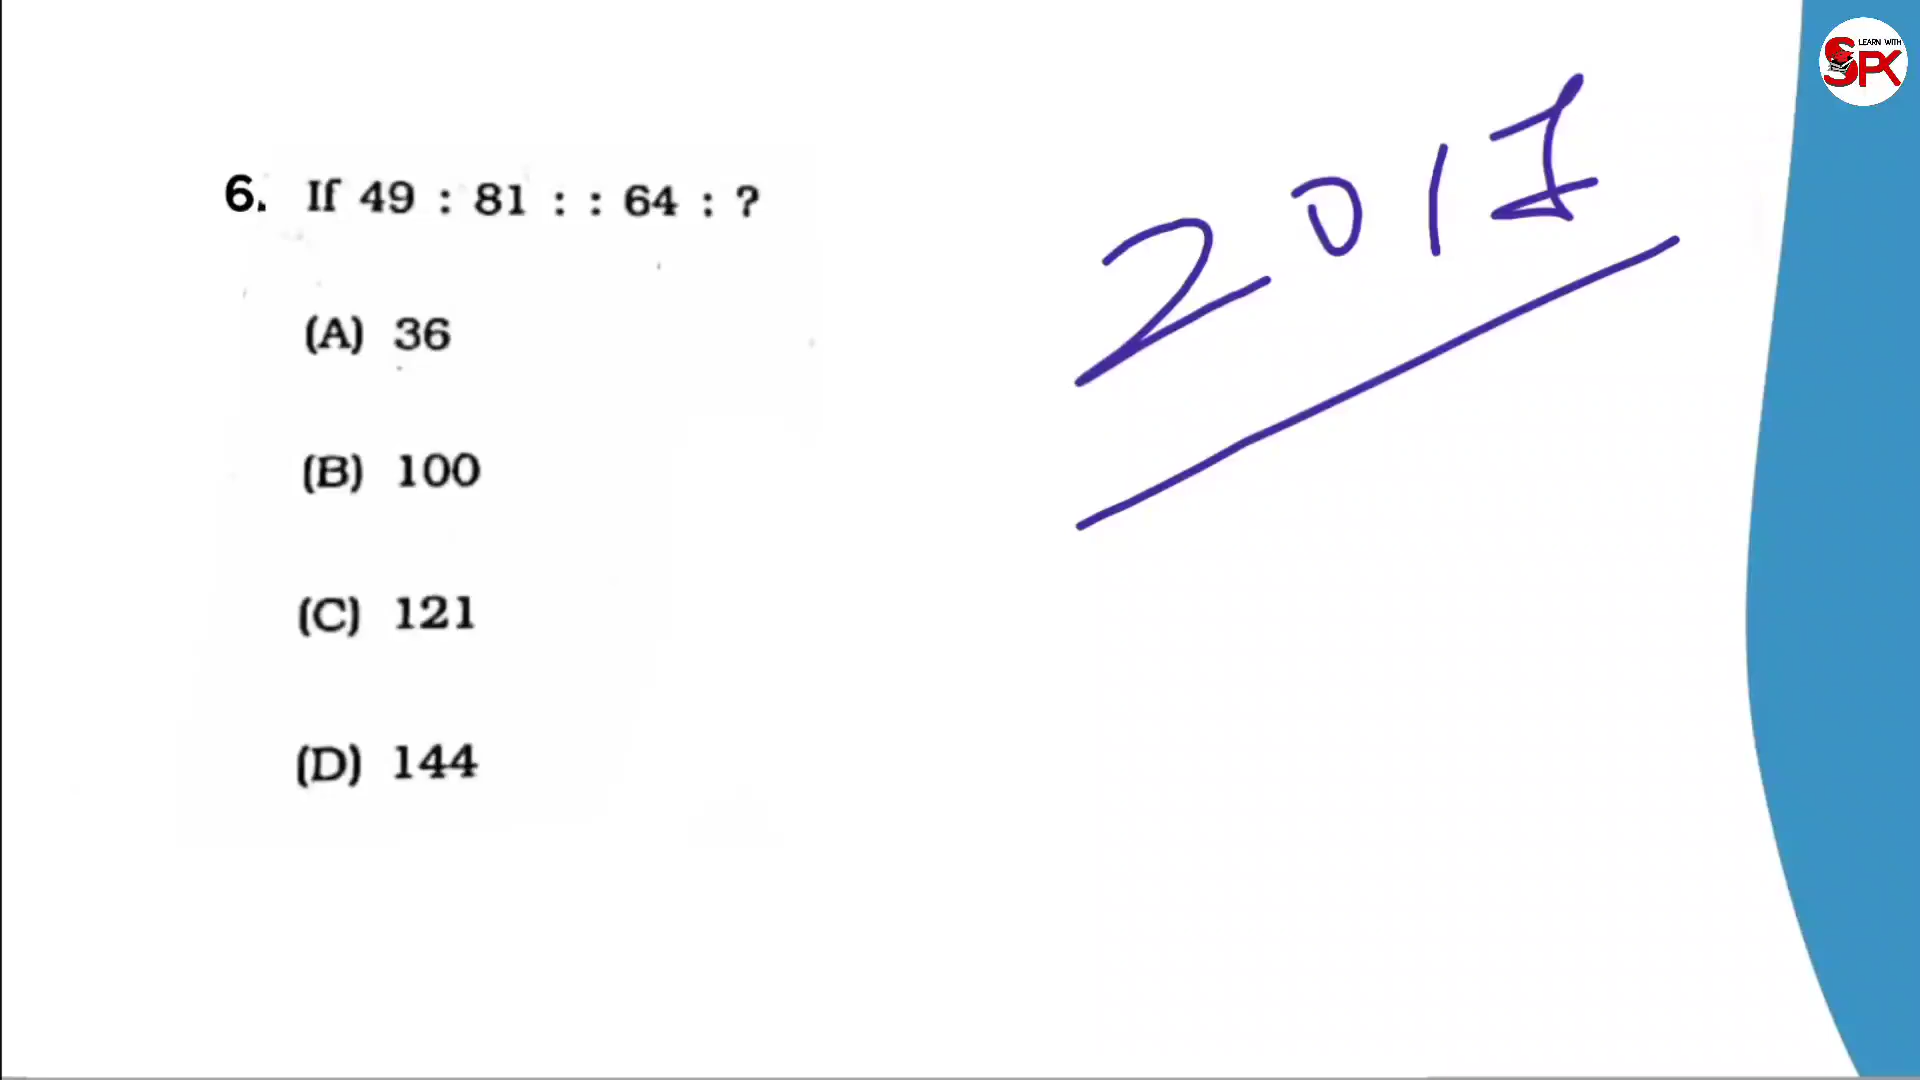 LEARN WITH
SPK
2017
6. If 49 : 81 : : 64 : ?
(A) 36
(B) 100
(C) 121
(D) 144